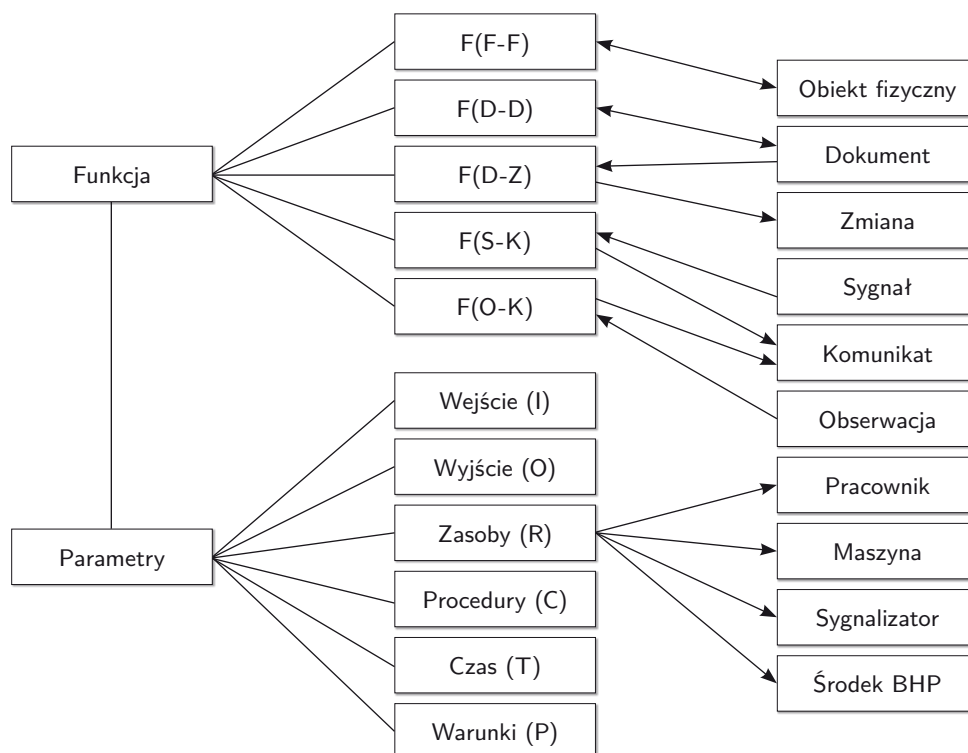 F(F-F)
Obiekt fizyczny
F(D-D)
Dokument
Funkcja
F(D-Z)
Zmiana
F(S-K)
Sygnał
F(O-K)
Komunikat
Wejście (I)
Obserwacja
Wyjście (O)
Pracownik
Zasoby (R)
Maszyna
Parametry
Procedury (C)
Sygnalizator
Czas (T)
Środek BHP
Warunki (P)